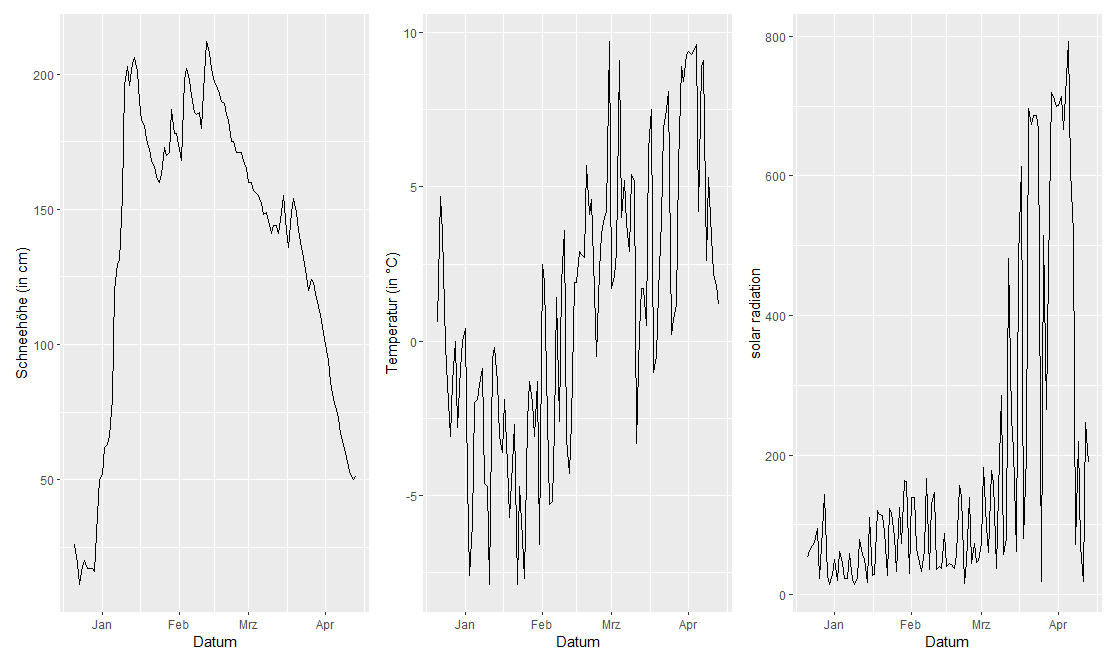 Schneehöhe (in cm)
200
150
100
50
Jan Feb Mrz Apr
Datum
Temperatur (in °C)
10
5
0
-5
Jan Feb Mrz Apr
Datum
solar radiation
800
600
400
200
0
Jan Feb Mrz Apr
Datum